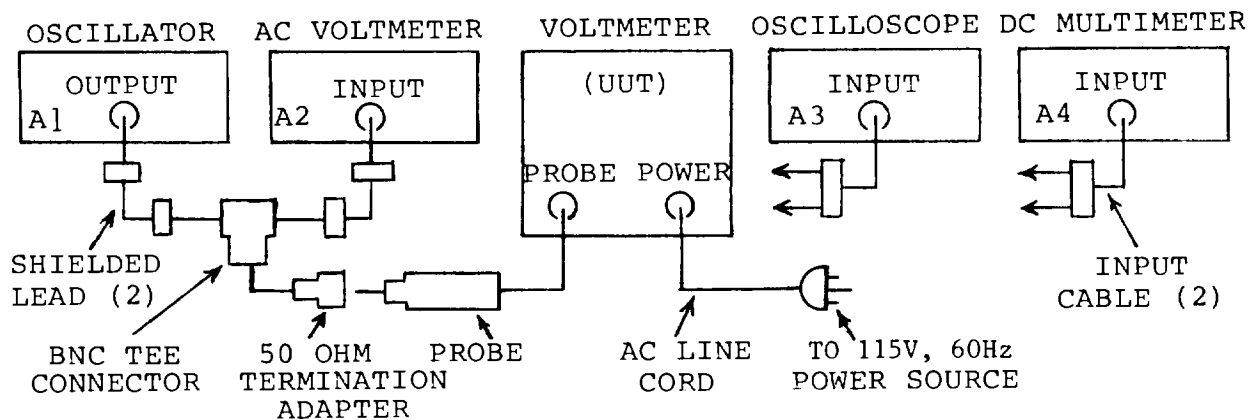 OSCILLATOR AC VOLTMETER VOLTMETER OSCILLOSCOPE DC MULTIMETER
OUTPUT
A1
INPUT
A2
(UUT)
PROBE POWER
INPUT
A3
INPUT
A4
SHIELDED
LEAD (2)
BNC TEE
CONNECTOR
50 OHM
TERMINATION
ADAPTER
PROBE
AC LINE
CORD
TO 115V, 60Hz
POWER SOURCE
INPUT
CABLE (2)